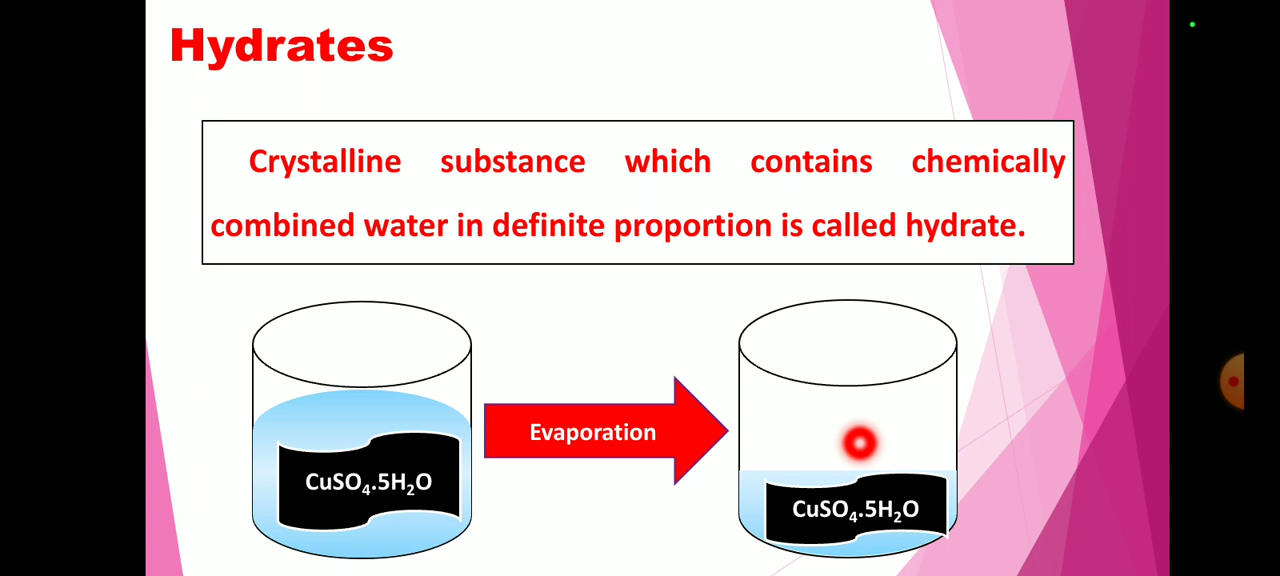 Hydrates
Crystalline substance which contains chemically
combined water in definite proportion is called hydrate.
Evaporation
CuSO₄.5H₂O
CuSO₄.5H₂O